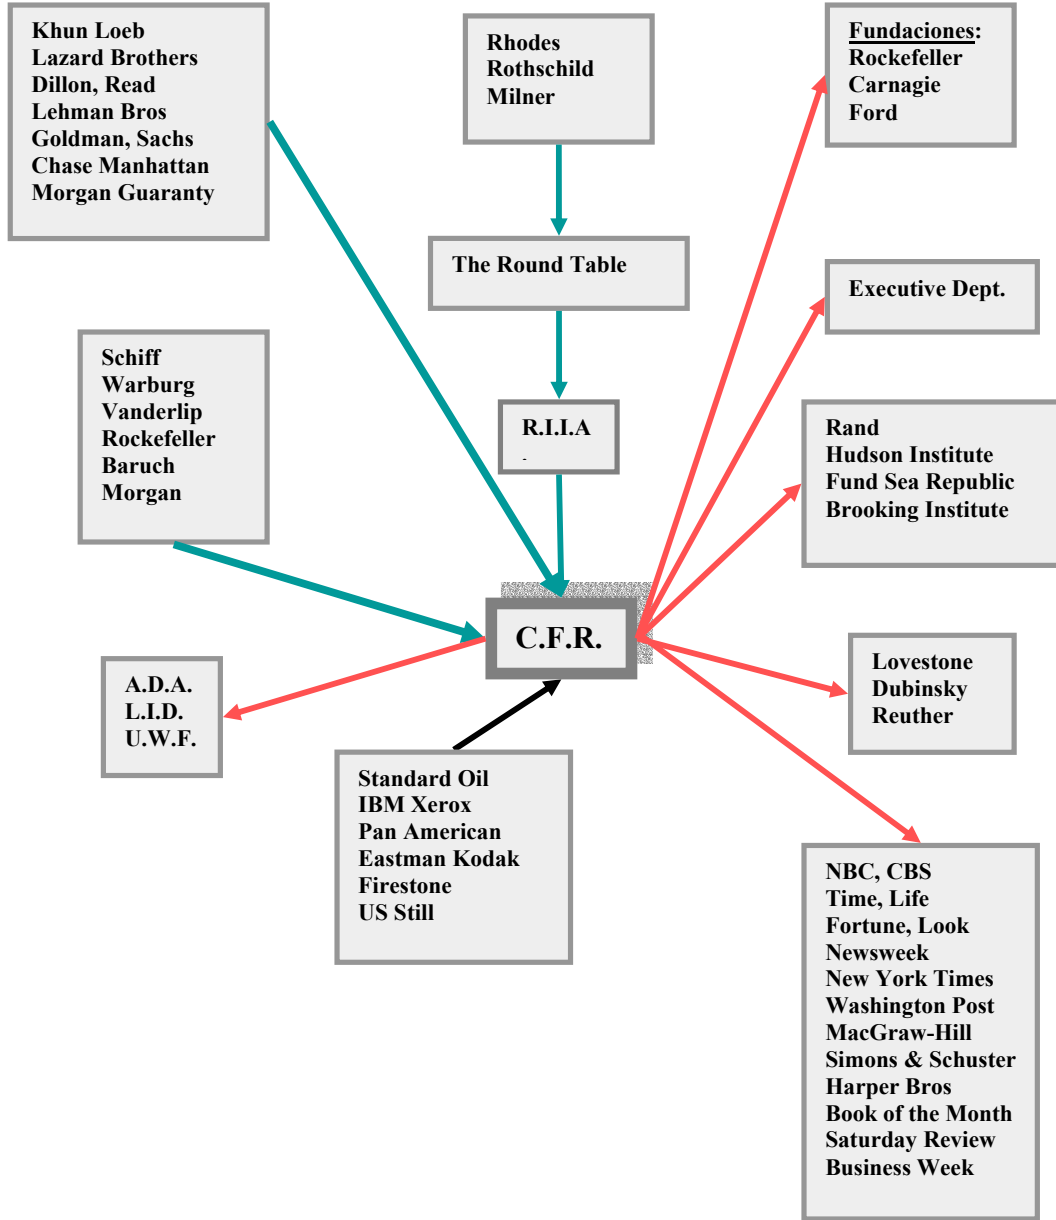 Khun Loeb
Lazard Brothers
Dillon, Read
Lehman Bros
Goldman, Sachs
Chase Manhattan
Morgan Guaranty
Rhodes
Rothschild
Milner
Fundaciones:
Rockefeller
Carnagie
Ford
The Round Table
Executive Dept.
Schiff
Warburg
Vanderlip
Rockefeller
Baruch
Morgan
R.I.I.A
.
Rand
Hudson Institute
Fund Sea Republic
Brooking Institute
C.F.R.
A.D.A.
L.I.D.
U.W.F.
Lovestone
Dubinsky
Reuther
Standard Oil
IBM Xerox
Pan American
Eastman Kodak
Firestone
US Still
NBC, CBS
Time, Life
Fortune, Look
Newsweek
New York Times
Washington Post
MacGraw-Hill
Simons & Schuster
Harper Bros
Book of the Month
Saturday Review
Business Week